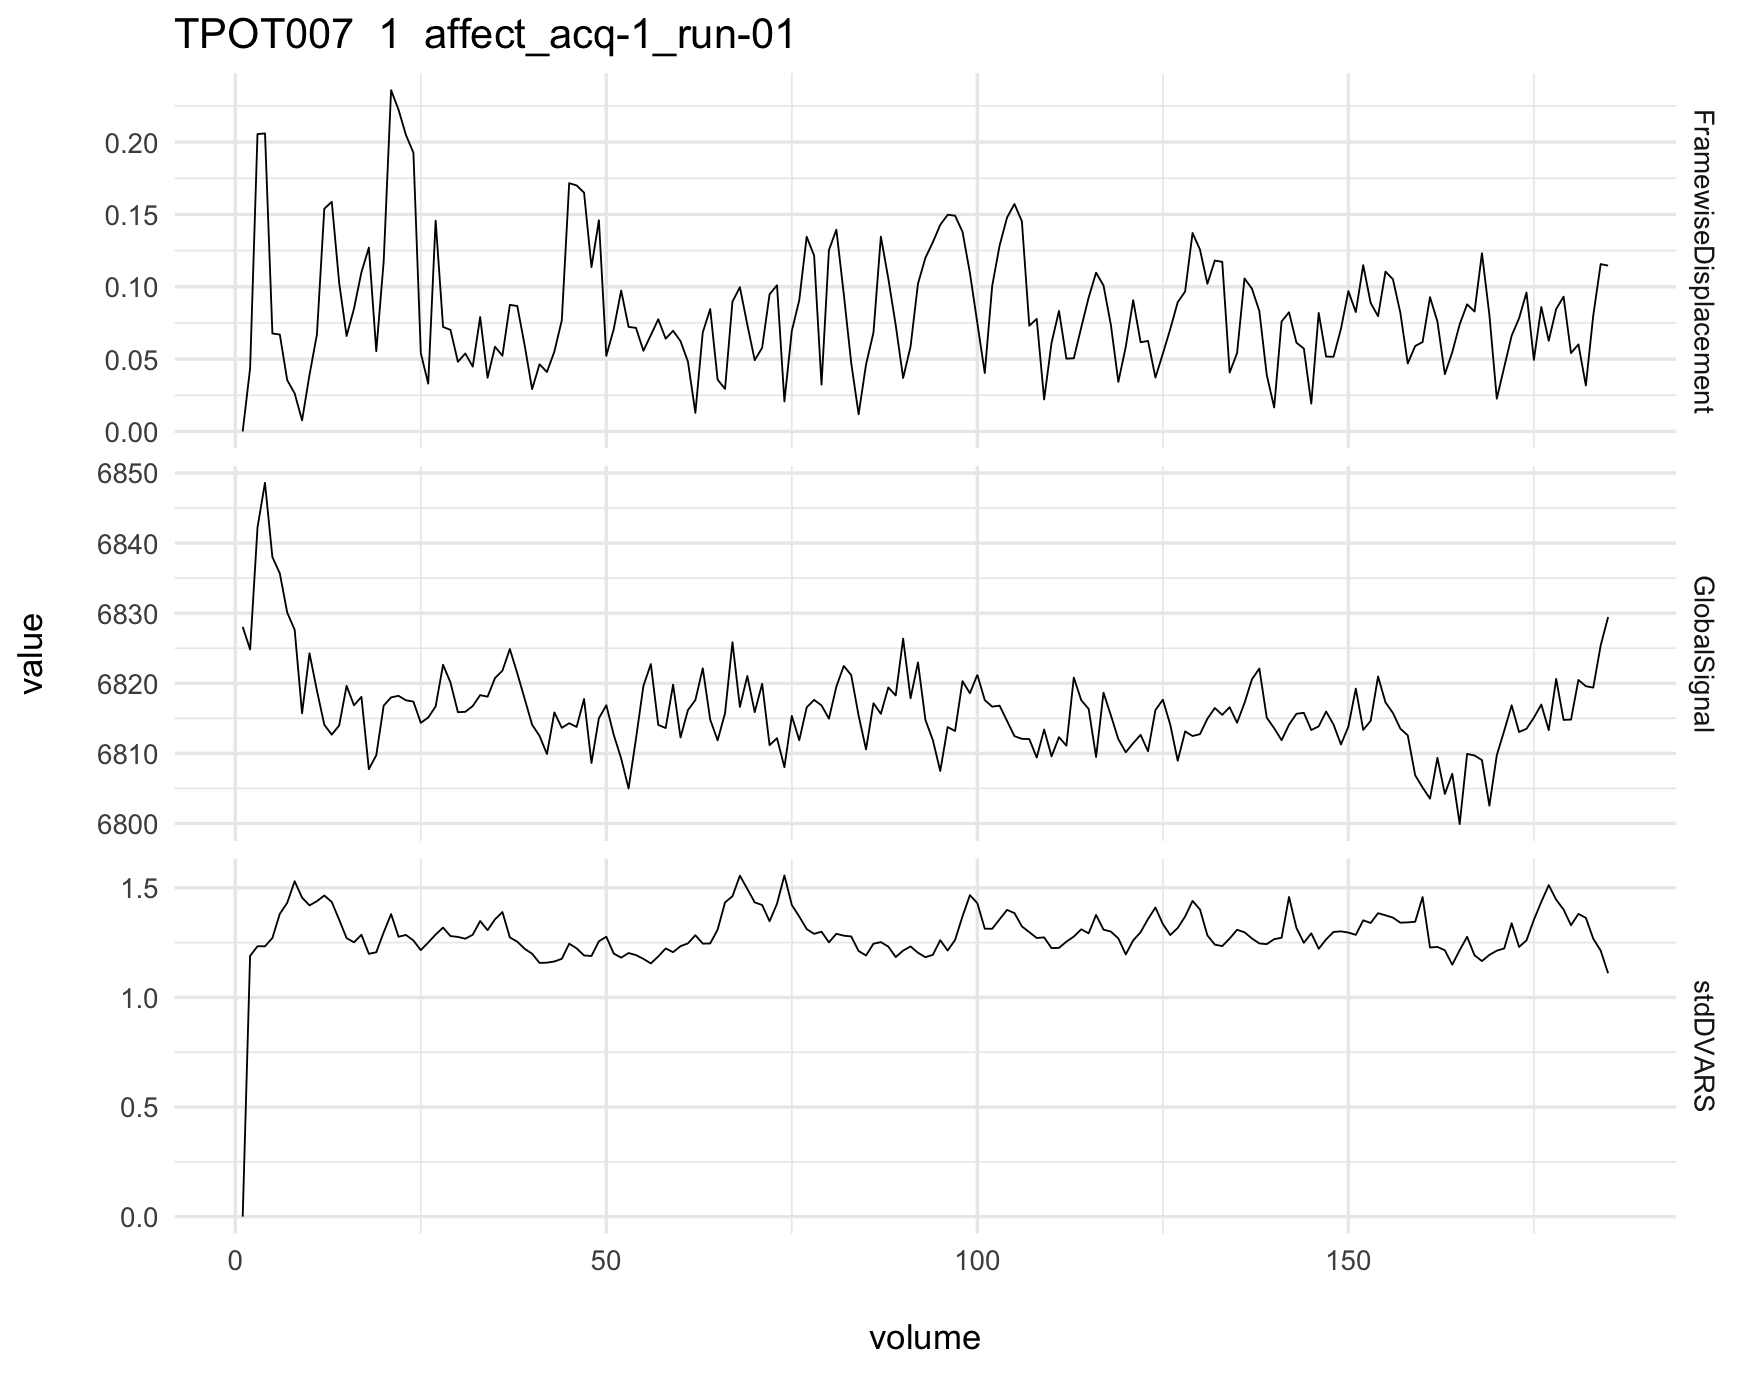 TPOT007  1  affect_acq-1_run-01
0.20
0.15
0.10
0.05
0.00
FramewiseDisplacement
6850
6840
6830
6820
6810
6800
GlobalSignal
1.5
1.0
0.5
0.0
stdDVARS
value
0 50 100 150
volume